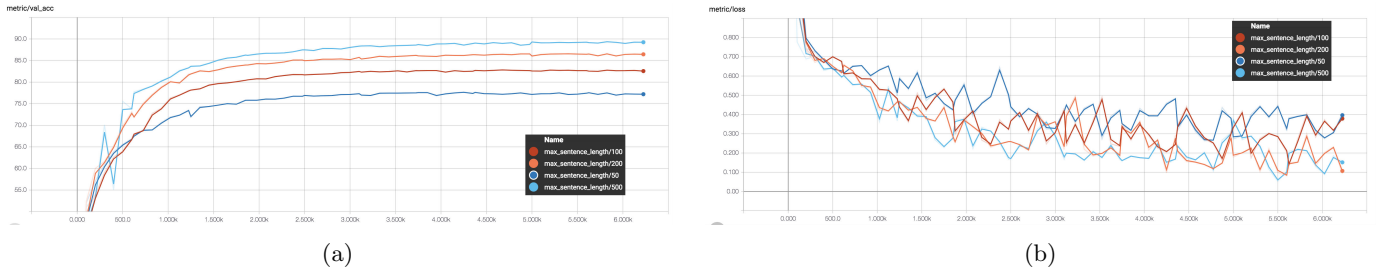 metric/val_acc
90.0
85.0
80.0
75.0
70.0
65.0
60.0
55.0
0.000 500.0 1.000k 1.500k 2.000k 2.500k 3.000k 3.500k 4.000k 4.500k 5.000k 5.500k 6.000k
Name
max_sentence_length/100
max_sentence_length/200
max_sentence_length/50
max_sentence_length/500
(a)
metric/loss
0.800
0.700
0.600
0.500
0.400
0.300
0.200
0.100
0.00
0.000 500.0 1.000k 1.500k 2.000k 2.500k 3.000k 3.500k 4.000k 4.500k 5.000k 5.500k 6.000k
Name
max_sentence_length/100
max_sentence_length/200
max_sentence_length/50
max_sentence_length/500
(b)